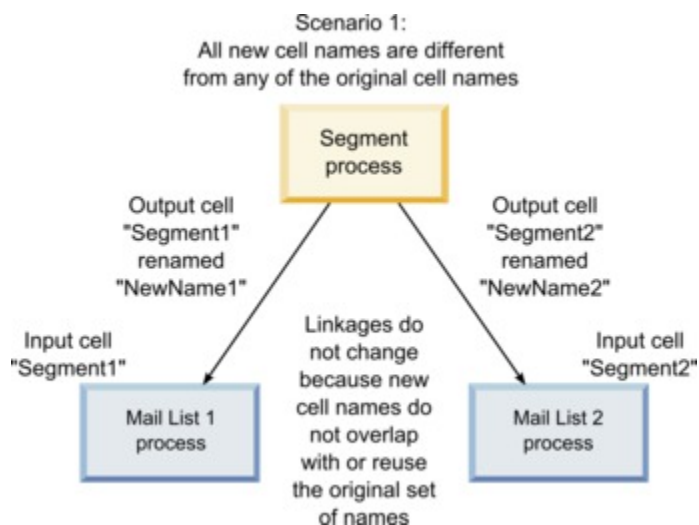 Scenario 1:
All new cell names are different
from any of the original cell names
Segment
process
Output cell
"Segment1"
renamed
"NewName1"
Output cell
"Segment2"
renamed
"NewName2"
Input cell
"Segment1"
Linkages do
not change
because new
cell names do
not overlap
with or reuse
the original set
of names
Input cell
"Segment2"
Mail List 1
process
Mail List 2
process